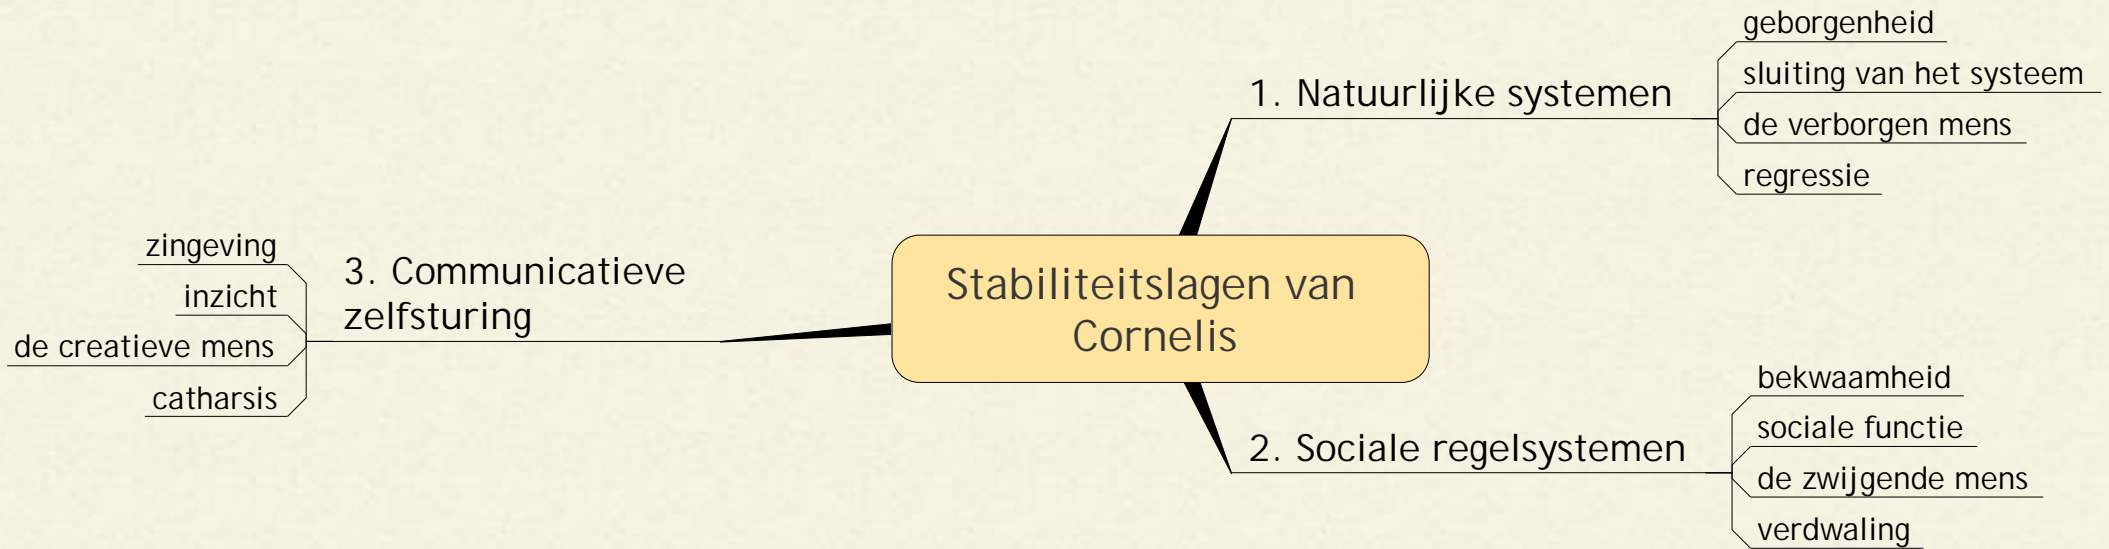 Stabiliteitslagen van
Cornelis
1. Natuurlijke systemen
geborgenheid
sluiting van het systeem
de verborgen mens
regressie
2. Sociale regelsystemen
bekwaamheid
sociale functie
de zwijgende mens
verdwaling
3. Communicatieve
zelfsturing
zingeving
inzicht
de creatieve mens
catharsis